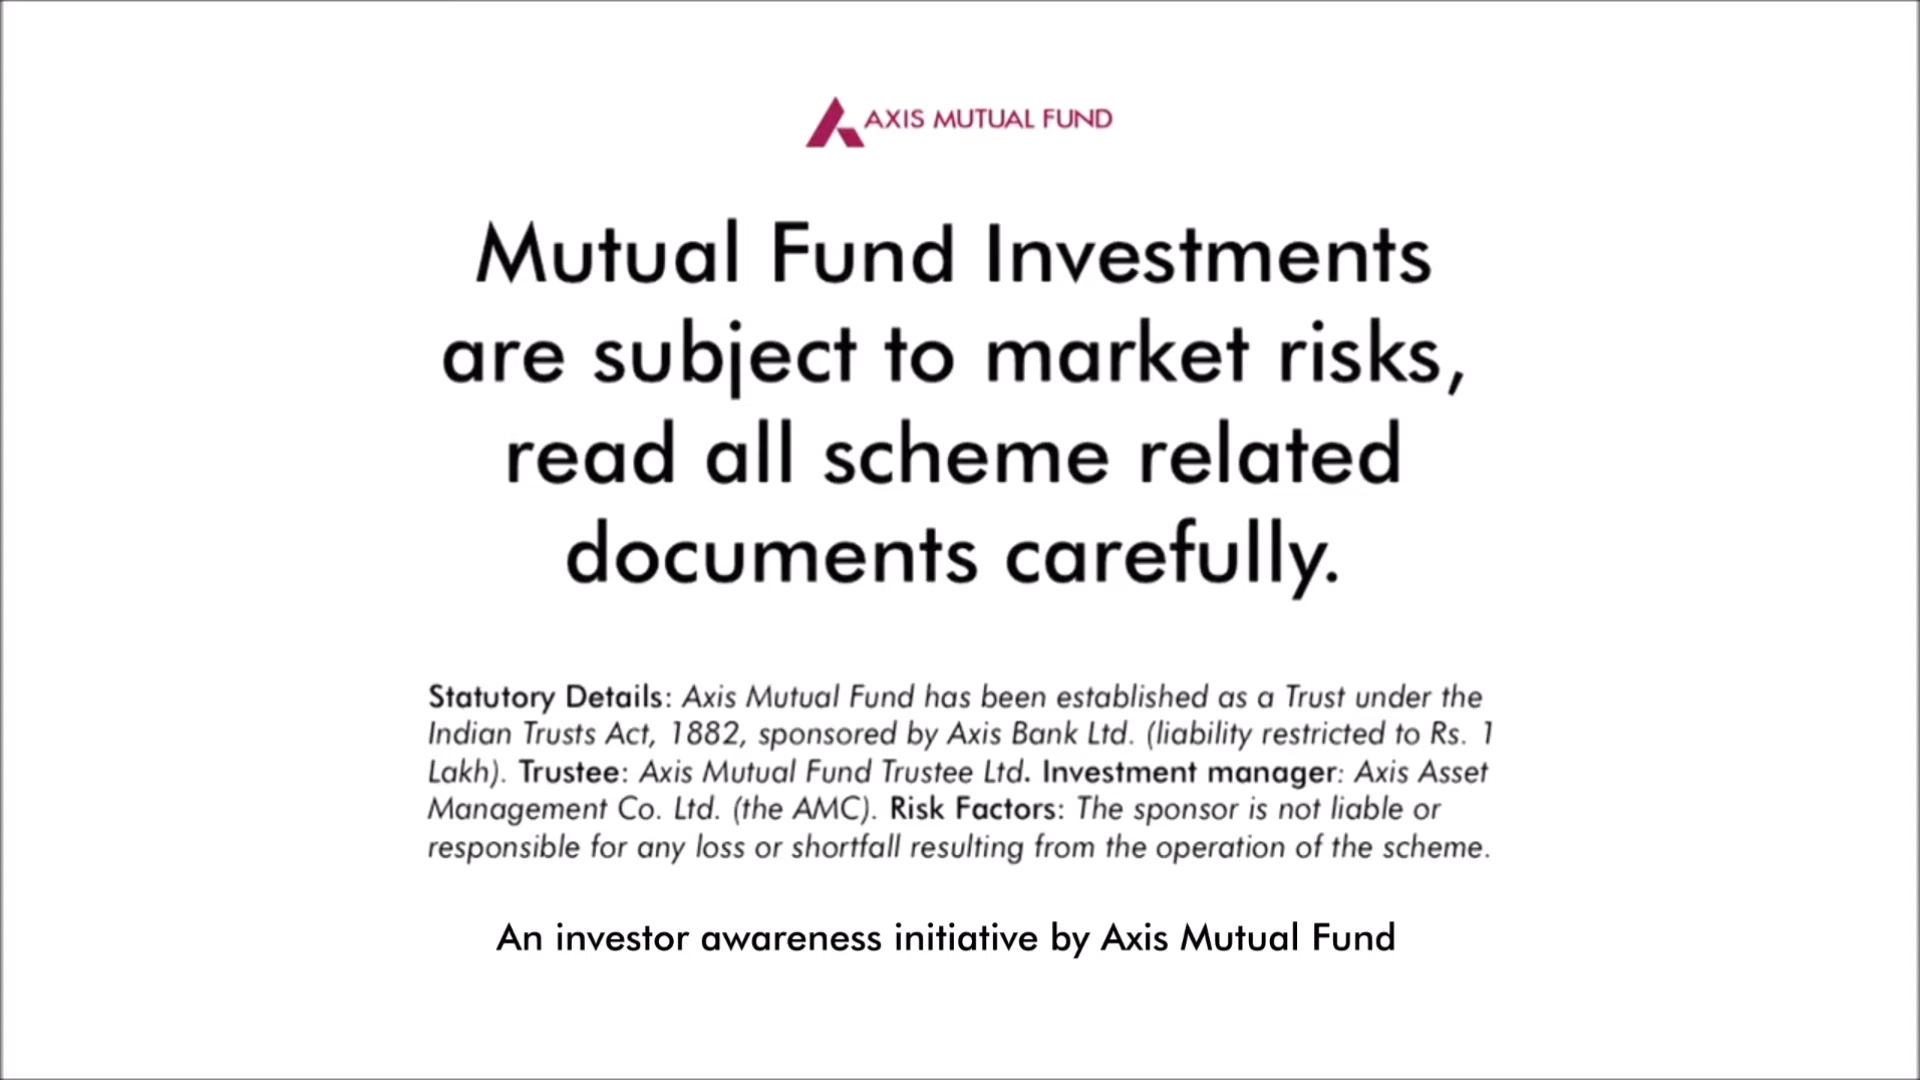 AXIS MUTUAL FUND
Mutual Fund Investments
are subject to market risks,
read all scheme related
documents carefully.
Statutory Details: Axis Mutual Fund has been established as a Trust under the
Indian Trusts Act, 1882, sponsored by Axis Bank Ltd. (liability restricted to Rs. 1
Lakh). Trustee: Axis Mutual Fund Trustee Ltd. Investment manager: Axis Asset
Management Co. Ltd. (the AMC). Risk Factors: The sponsor is not liable or
responsible for any loss or shortfall resulting from the operation of the scheme.
An investor awareness initiative by Axis Mutual Fund